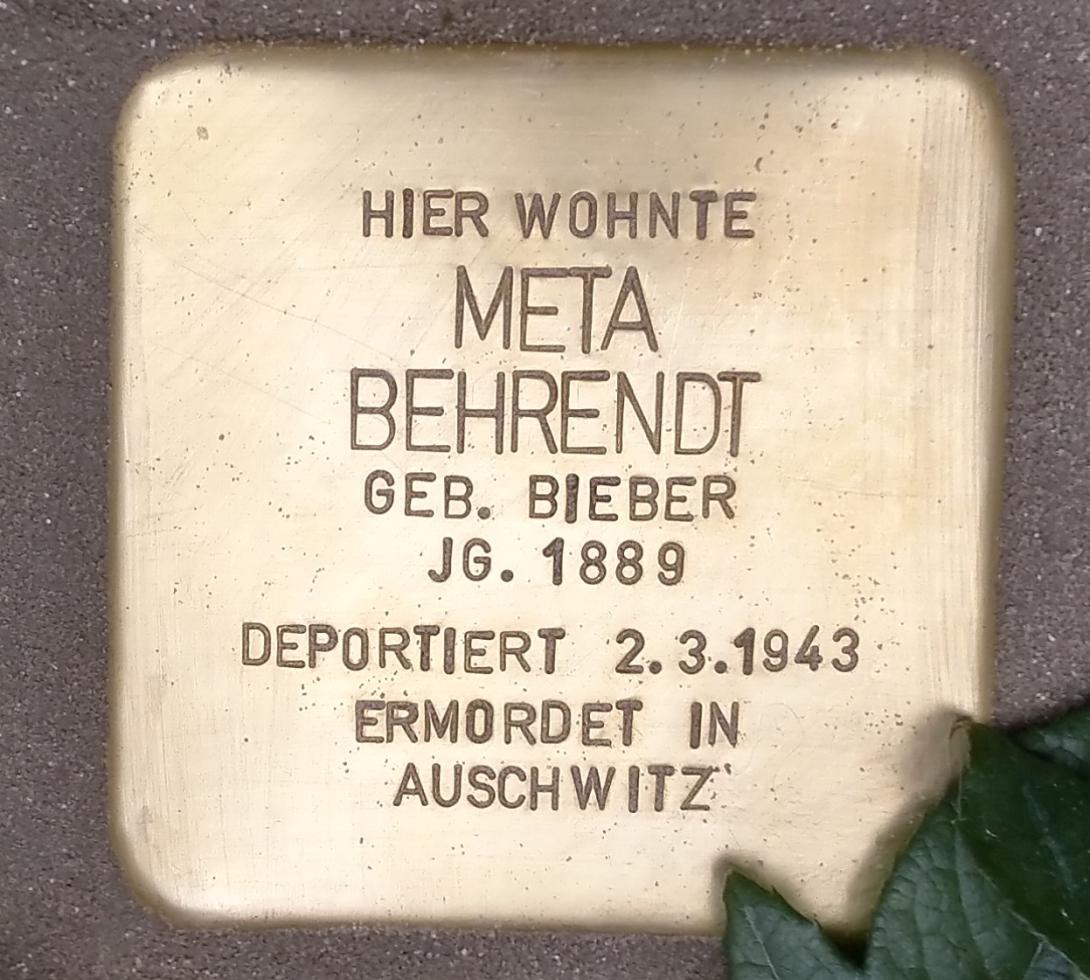 HIER WOHNTE
META
BEHRENDT
GEB. BIEBER
JG. 1889
DEPORTIERT 2.3.1943
ERMORDET IN
AUSCHWITZ